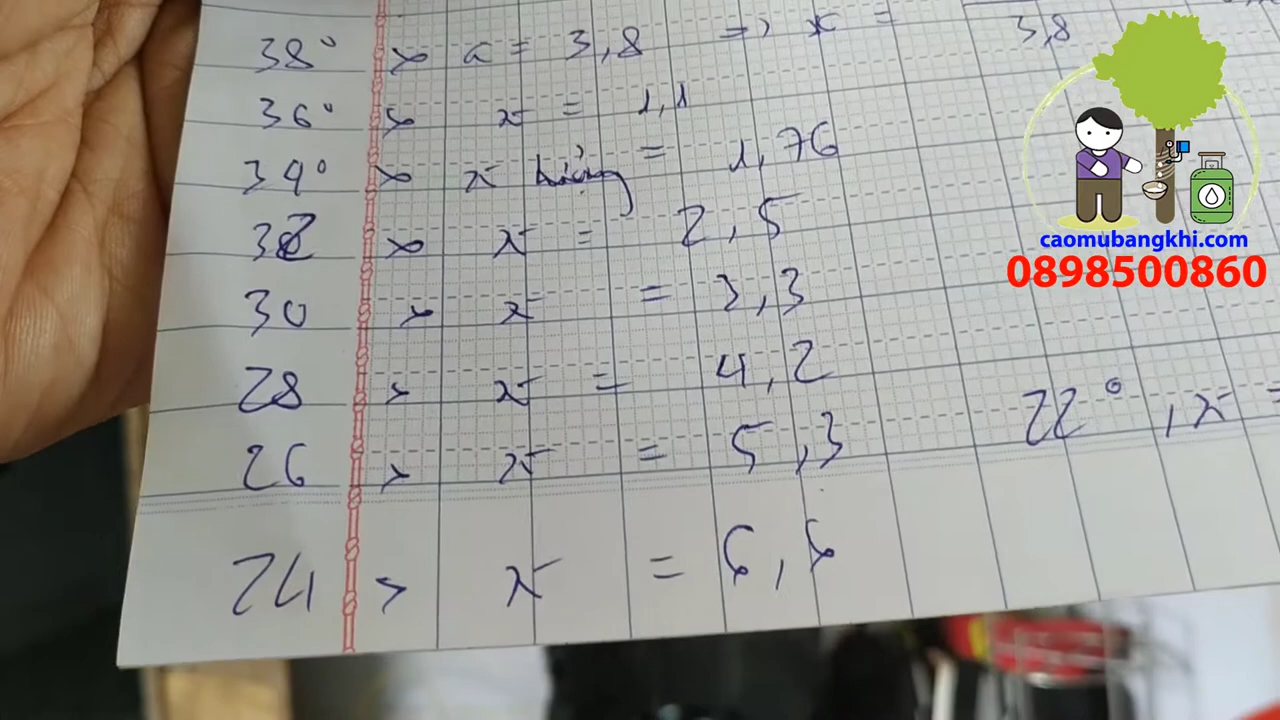 38° > a = 3,8 => x =
3,8
36° > x = 1,1
34° > x = 1,76
32 > x = 2,5
30 > x = 3,3
28 > x = 4,2
26 > x = 5,3
22°, x =
24 > x = 6,6
caomubangkhi.com
0898500860